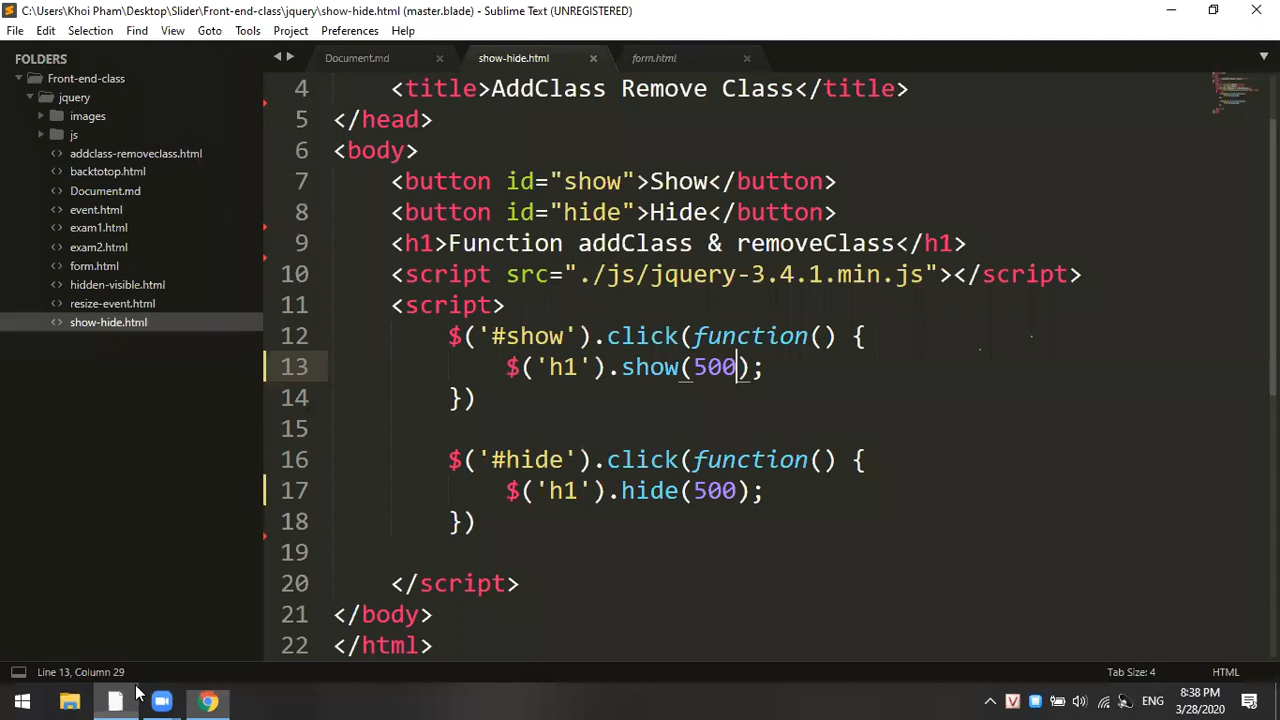 C:\Users\Khoi Pham\Desktop\Slider\Front-end-class\jquery\show-hide.html (master.blade) - Sublime Text (UNREGISTERED)
File Edit Selection Find View Goto Tools Project Preferences Help
FOLDERS
Front-end-class
jquery
images
js
addclass-removeclass.html
backtotop.html
Document.md
event.html
exam1.html
exam2.html
form.html
hidden-visible.html
resize-event.html
show-hide.html
Document.md show-hide.html form.html
4 <title>AddClass Remove Class</title>
5 </head>
6 <body>
7 <button id="show">Show</button>
8 <button id="hide">Hide</button>
9 <h1>Function addClass & removeClass</h1>
10 <script src="./js/jquery-3.4.1.min.js"></script>
11 <script>
12 $('#show').click(function() {
13 $('h1').show(500);
14 })
15
16 $('#hide').click(function() {
17 $('h1').hide(500);
18 })
19
20 </script>
21 </body>
22 </html>
Line 13, Column 29 Tab Size: 4 HTML
V ENG 8:38 PM
3/28/2020